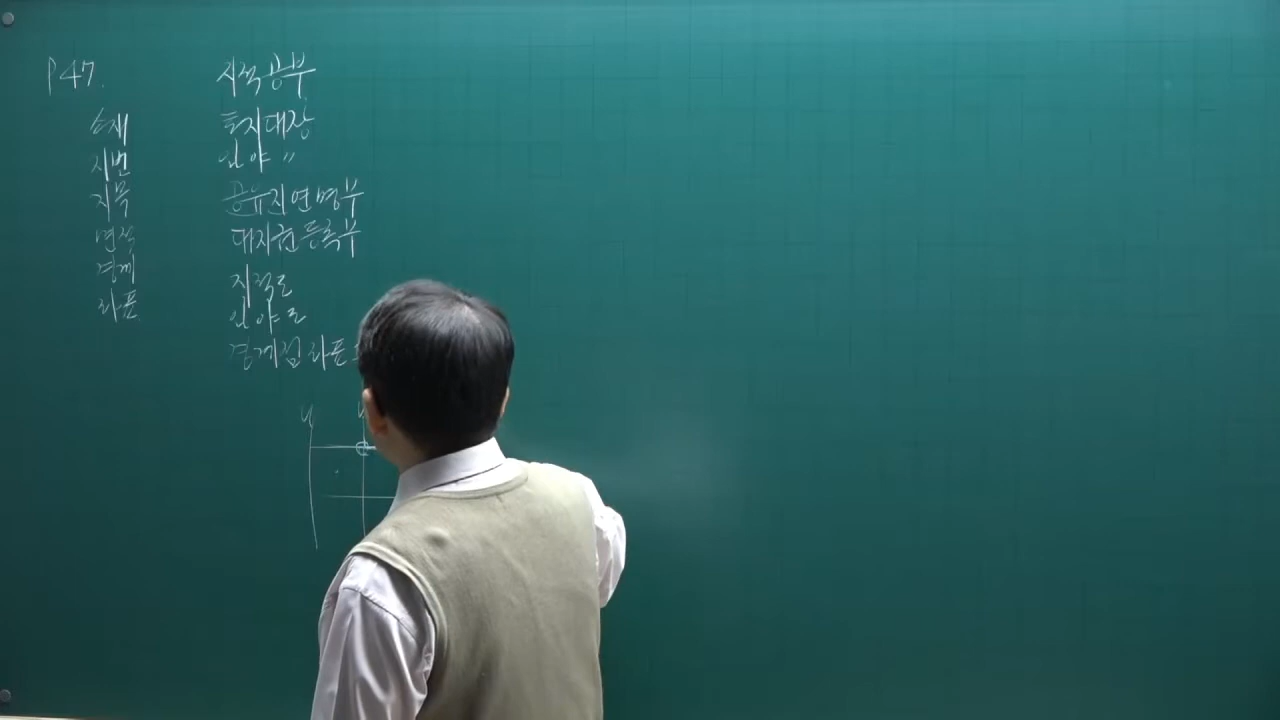 P47.
소재
지번
지목
면적
경계
좌표
지적공부
토지대장
임야 〃
공유지연명부
대지권등록부
지적도
임야도
경계점좌표
y